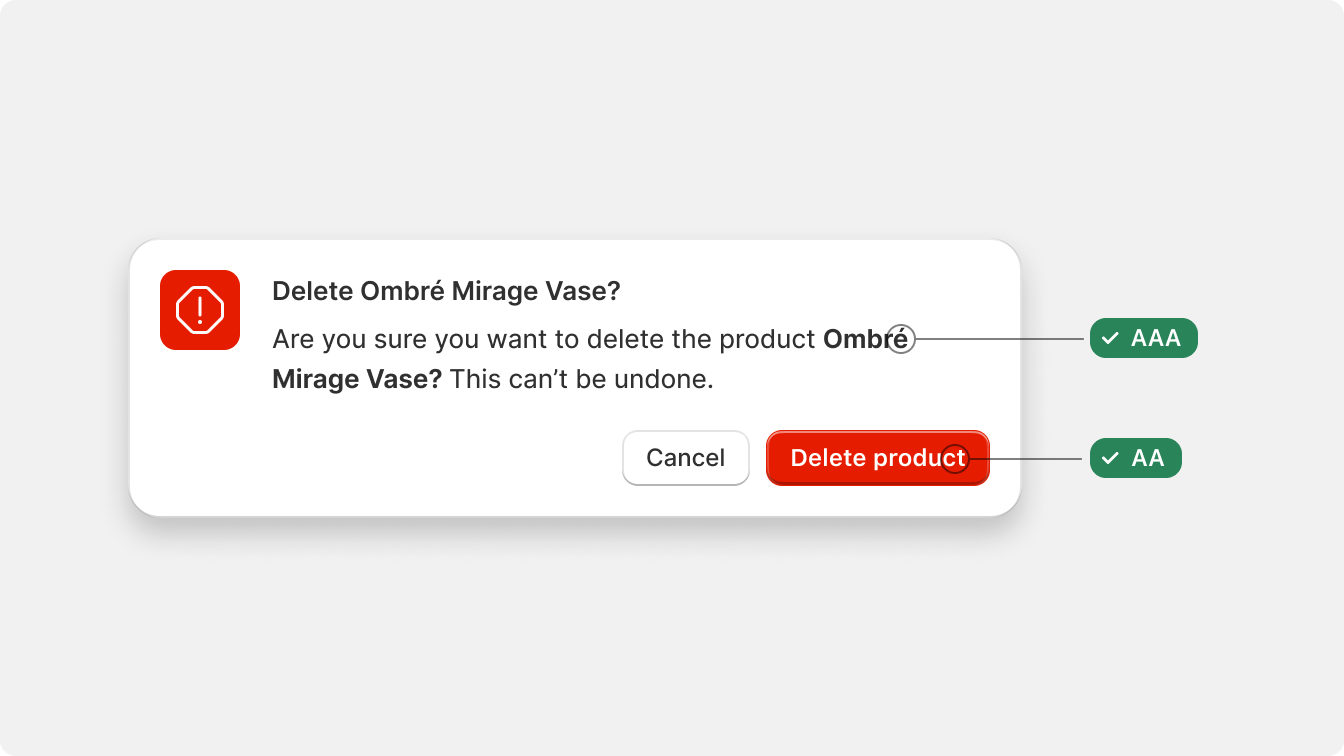 Delete Ombré Mirage Vase?
Are you sure you want to delete the product Ombré
Mirage Vase? This can’t be undone.
Cancel
Delete product
AAA
AA